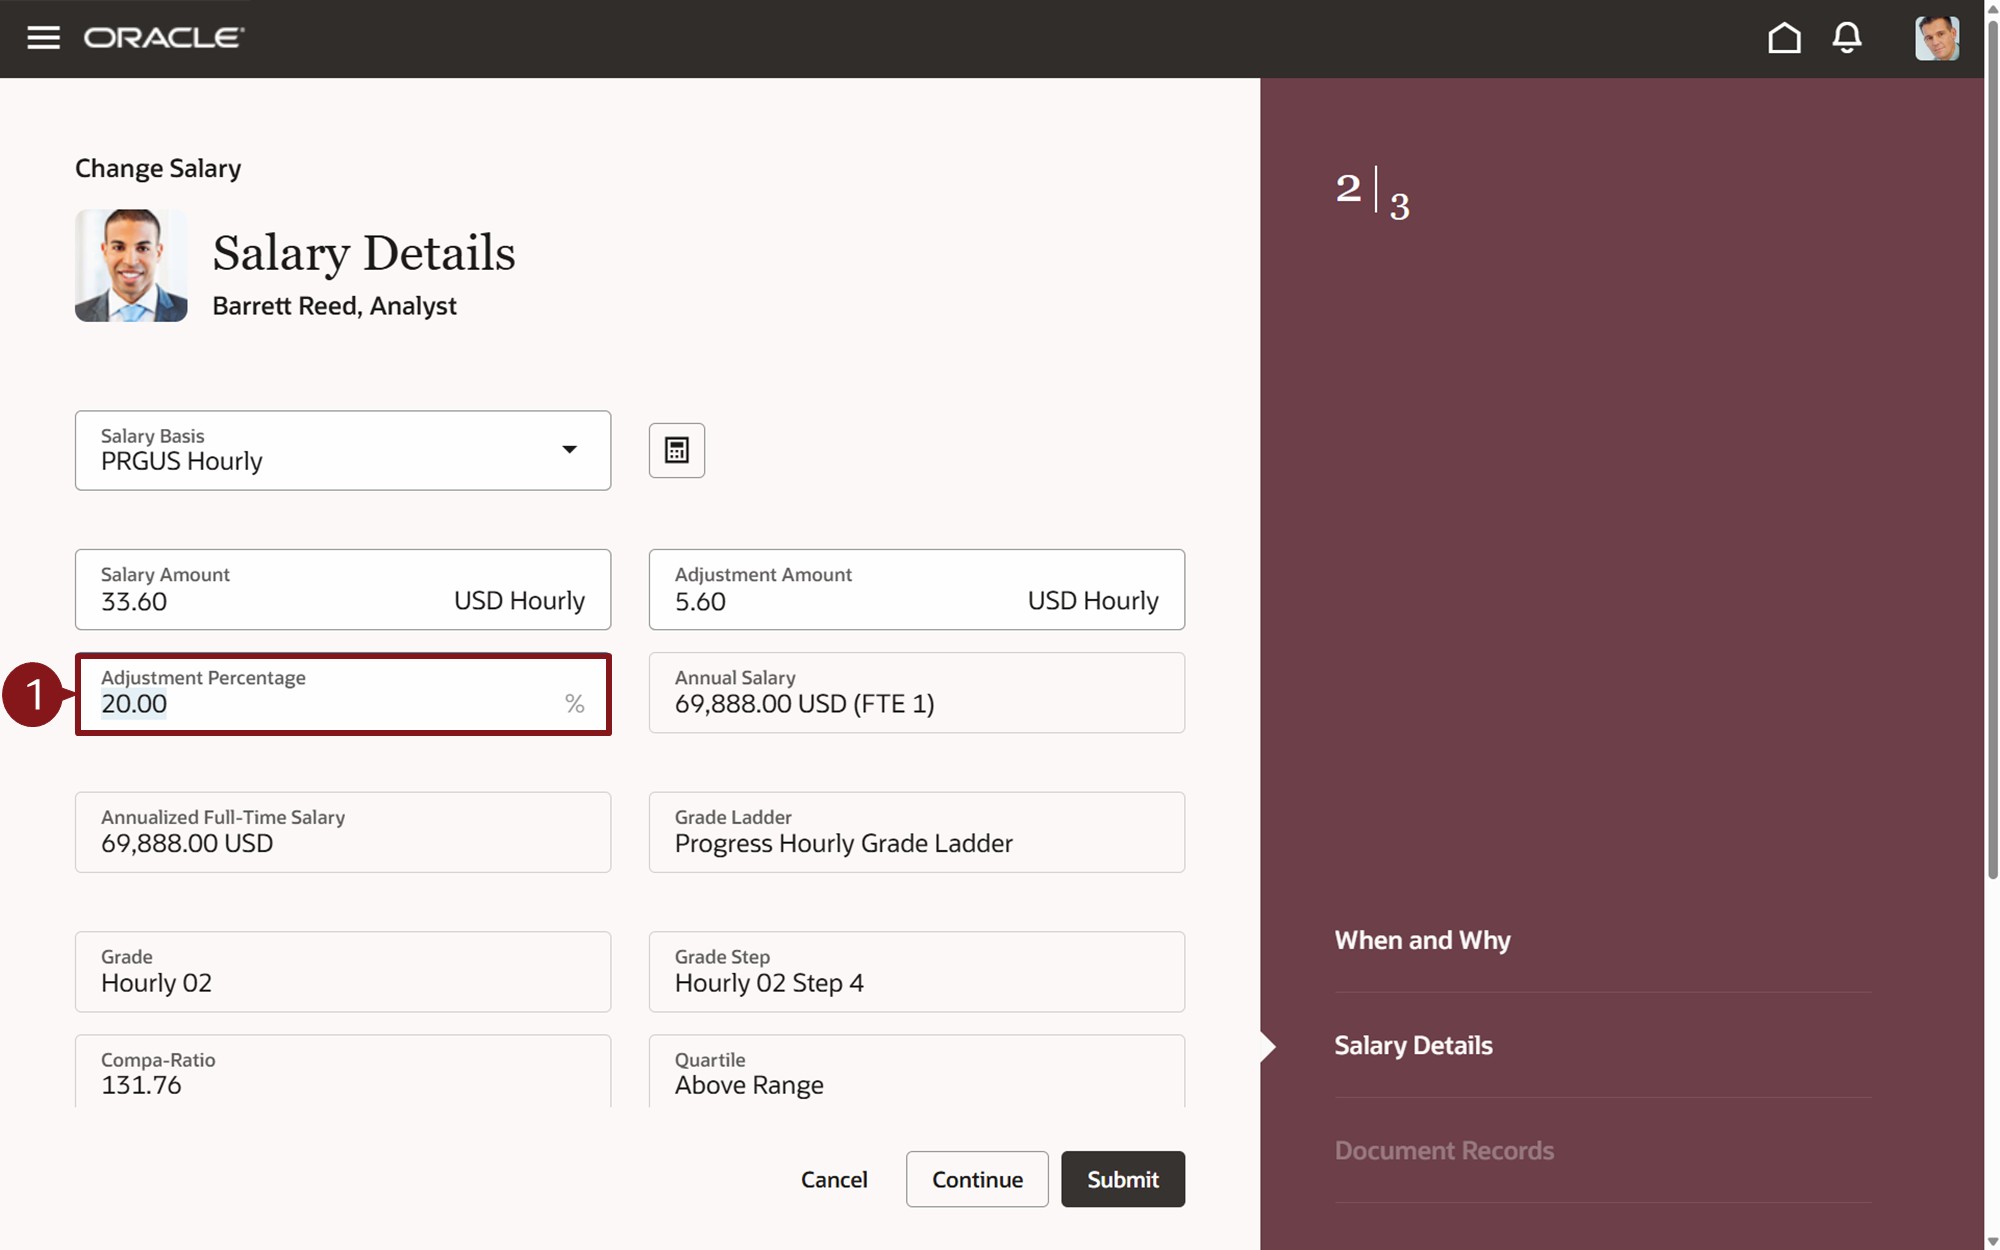 ORACLE
Change Salary
Salary Details
Barrett Reed, Analyst
2 | 3
Salary Basis
PRGUS Hourly
Salary Amount
33.60 USD Hourly
Adjustment Amount
5.60 USD Hourly
1
Adjustment Percentage
20.00 %
Annual Salary
69,888.00 USD (FTE 1)
Annualized Full-Time Salary
69,888.00 USD
Grade Ladder
Progress Hourly Grade Ladder
Grade
Hourly 02
Grade Step
Hourly 02 Step 4
Compa-Ratio
131.76
Quartile
Above Range
Cancel
Continue
Submit
When and Why
Salary Details
Document Records